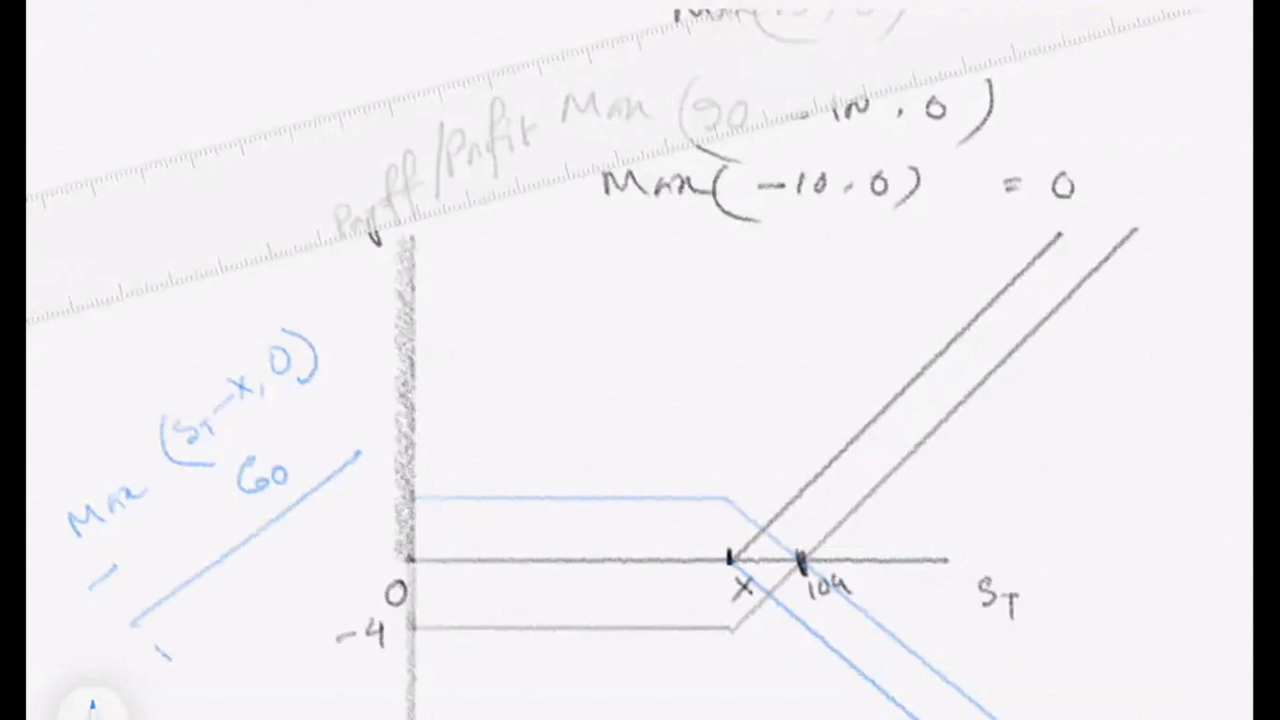 Payoff/Profit Max (90 - 100, 0)
Max(-10, 0) = 0
Max (ST-X, 0)
60
0
-4
X
104
ST